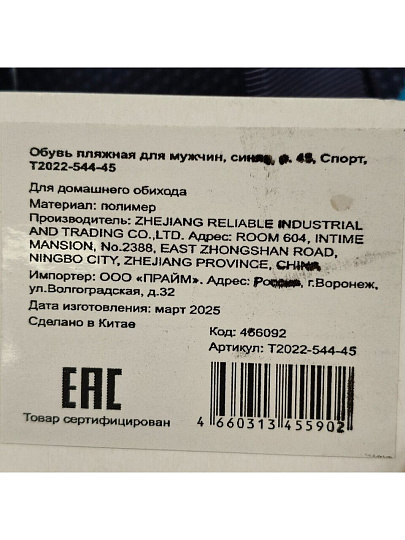 Обувь пляжная для мужчин, синяя, р. 45, Спорт,
Т2022-544-45
Для домашнего обихода
Материал: полимер
Производитель: ZHEJIANG RELIABLE INDUSTRIAL
AND TRADING CO.,LTD. Адрес: ROOM 604, INTIME
MANSION, No.2388, EAST ZHONGSHAN ROAD,
NINGBO CITY, ZHEJIANG PROVINCE, CHINA
Импортер: ООО «ПРАЙМ». Адрес: Россия, г.Воронеж,
ул.Волгоградская, д.32
Дата изготовления: март 2025
Сделано в Китае
Код: 466092
Артикул: Т2022-544-45
EAC
Товар сертифицирован
4 660313 455902